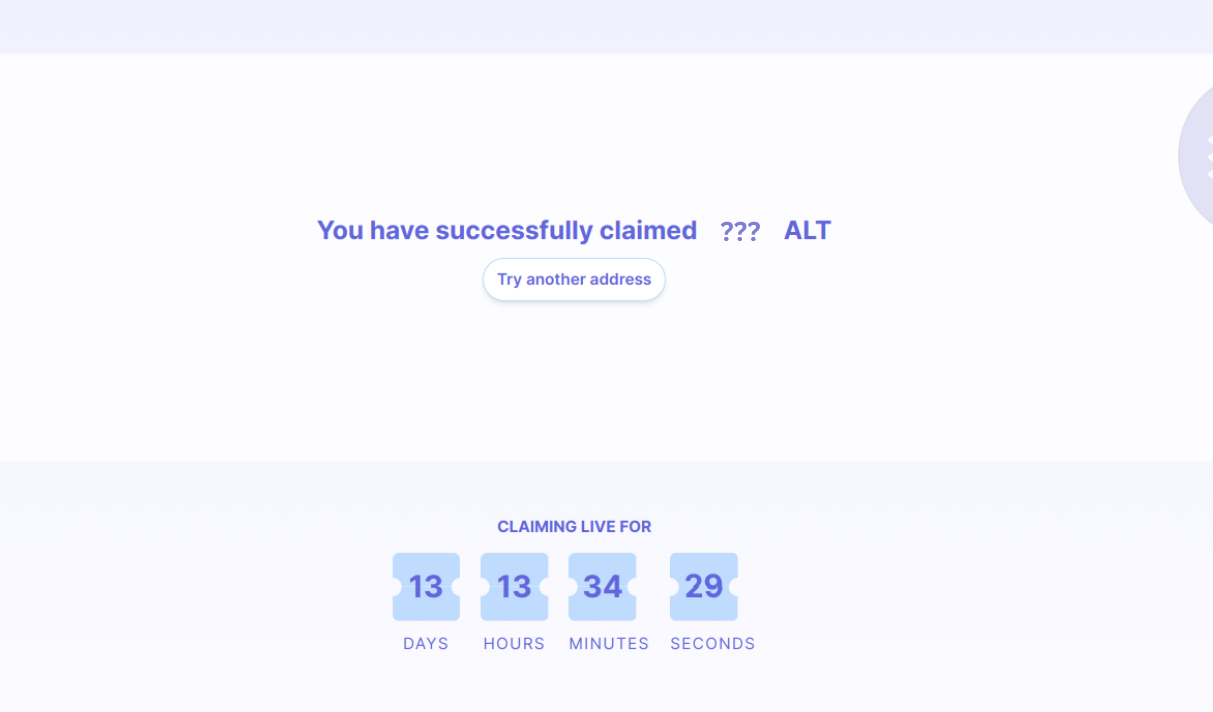 You have successfully claimed ??? ALT
Try another address
CLAIMING LIVE FOR
13 13 34 29
DAYS HOURS MINUTES SECONDS